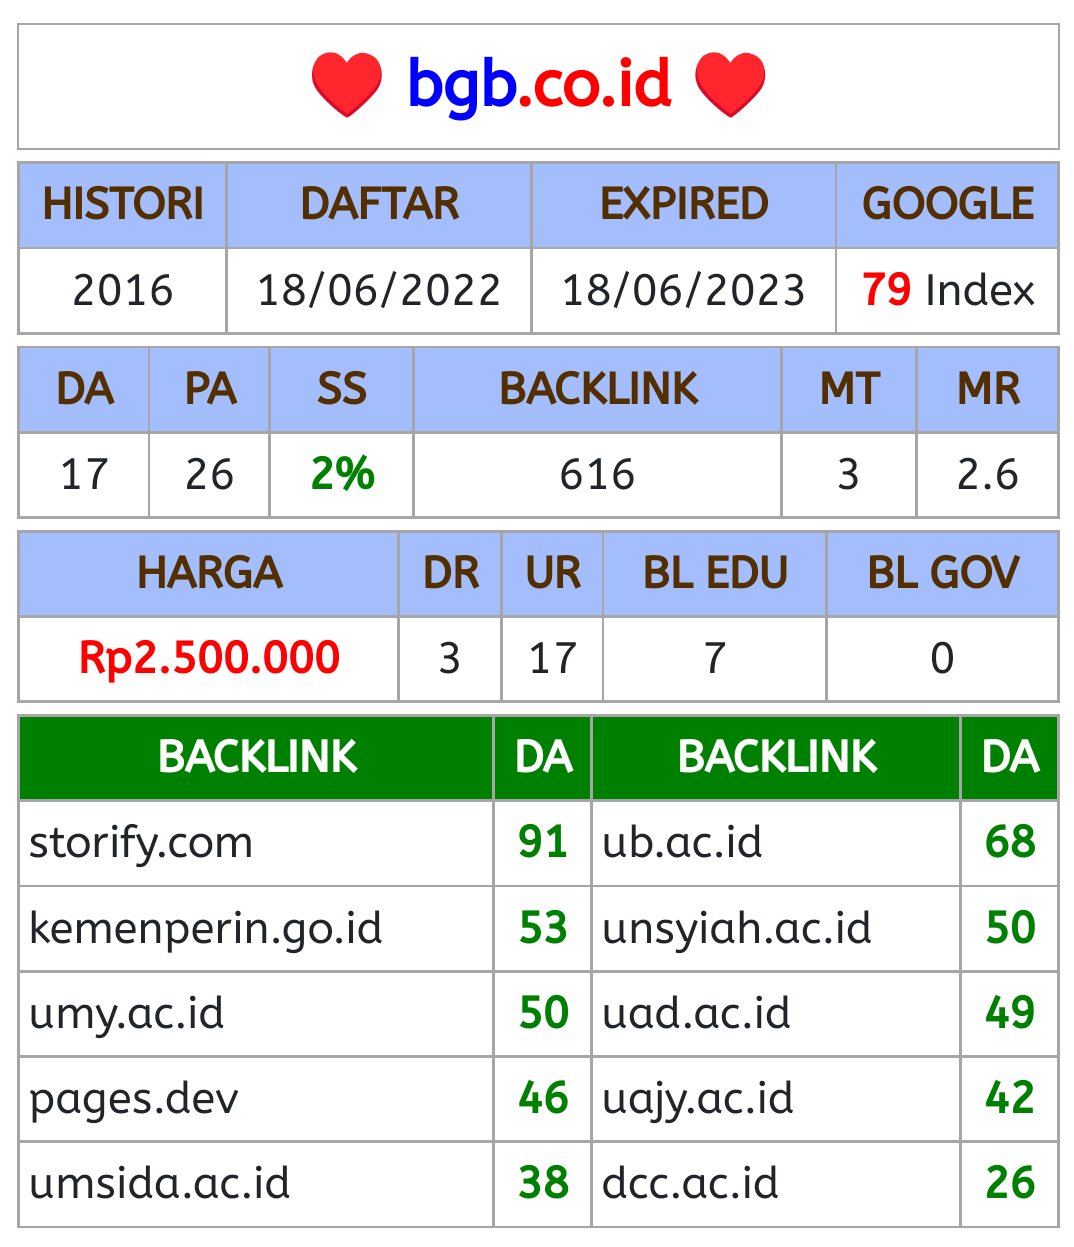 bgb.co.id
HISTORI DAFTAR EXPIRED GOOGLE
2016 18/06/2022 18/06/2023 79 Index
DA PA SS BACKLINK MT MR
17 26 2% 616 3 2.6
HARGA DR UR BL EDU BL GOV
Rp2.500.000 3 17 7 0
BACKLINK DA BACKLINK DA
storify.com 91 ub.ac.id 68
kemenperin.go.id 53 unsyiah.ac.id 50
umy.ac.id 50 uad.ac.id 49
pages.dev 46 uajy.ac.id 42
umsida.ac.id 38 dcc.ac.id 26